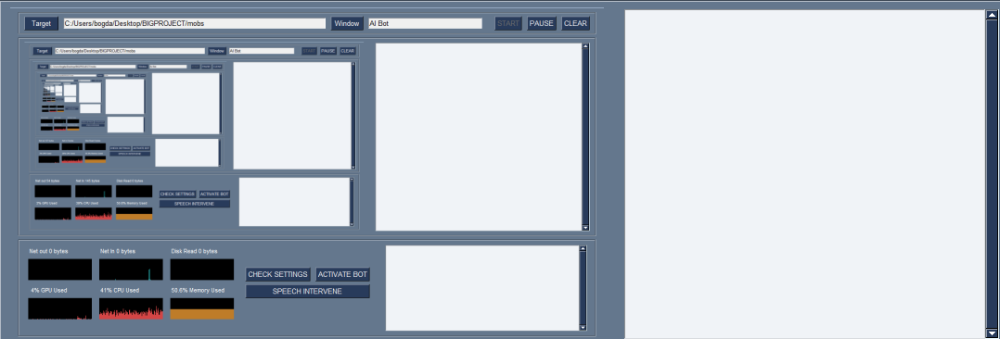 Target C:/Users/bogda/Desktop/BIGPROJECT/mobs Window AI Bot START PAUSE CLEAR
Target C:/Users/bogda/Desktop/BIGPROJECT/mobs Window AI Bot START PAUSE CLEAR
Net out 54 bytes Net In 165 bytes Disk Read 0 bytes
CHECK SETTINGS ACTIVATE BOT
GPU Used CPU Used 50.6% Memory Used
SPEECH INTERVENE
Net out 0 bytes Net In 0 bytes Disk Read 0 bytes
CHECK SETTINGS ACTIVATE BOT
4% GPU Used 41% CPU Used 50.6% Memory Used
SPEECH INTERVENE